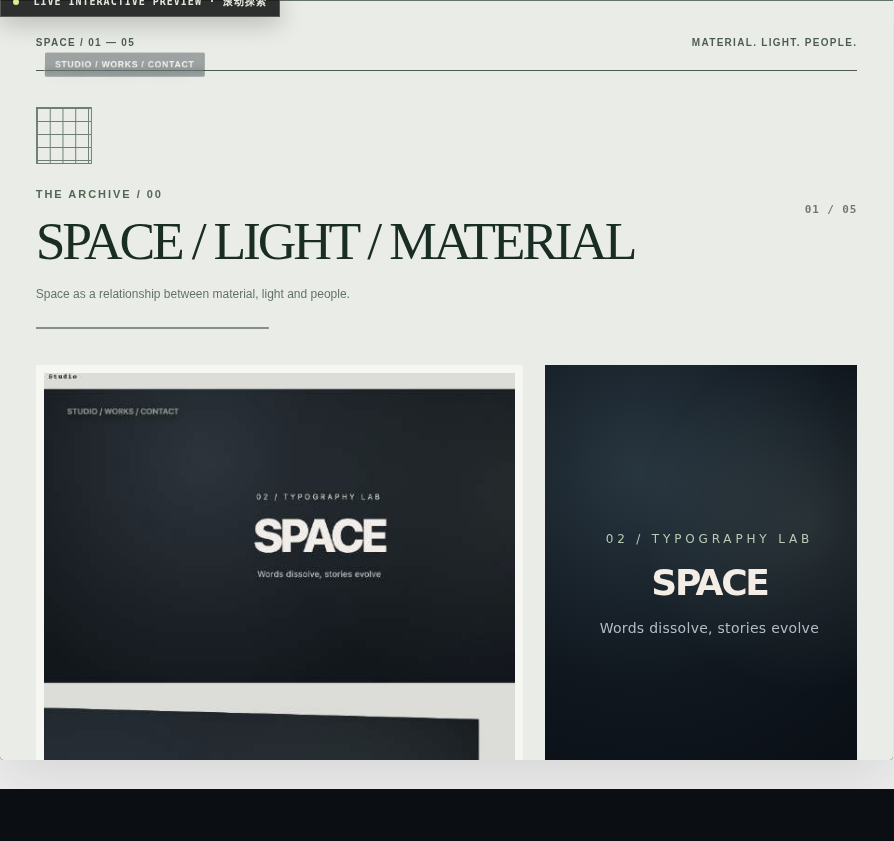 LIVE INTERACTIVE PREVIEW · 滚动探索
SPACE / 01 — 05
MATERIAL. LIGHT. PEOPLE.
STUDIO / WORKS / CONTACT
THE ARCHIVE / 00
01 / 05
SPACE / LIGHT / MATERIAL
Space as a relationship between material, light and people.
Studio
STUDIO / WORKS / CONTACT
02 / TYPOGRAPHY LAB
SPACE
Words dissolve, stories evolve
02 / TYPOGRAPHY LAB
SPACE
Words dissolve, stories evolve